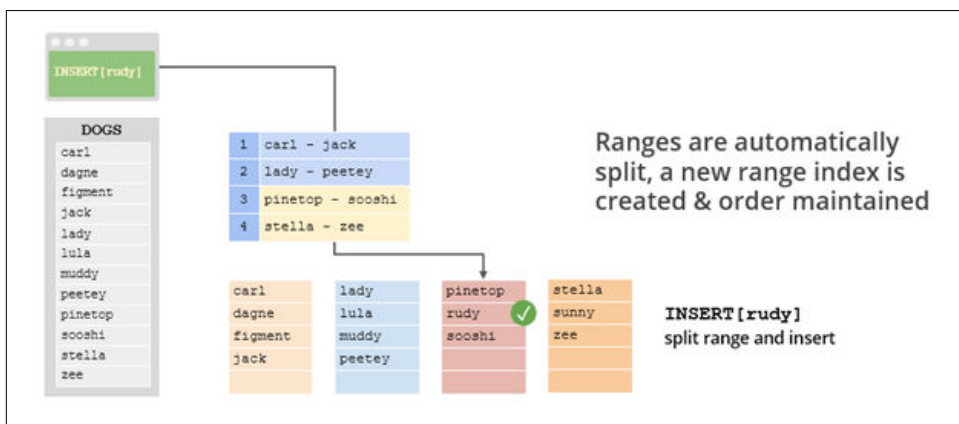 INSERT[rudy]
DOGS
carl
dagne
figment
jack
lady
lula
muddy
peetey
pinetop
sooshi
stella
zee
1 carl - jack
2 lady - peetey
3 pinetop - sooshi
4 stella - zee
Ranges are automatically
split, a new range index is
created & order maintained
carl
dagne
figment
jack
lady
lula
muddy
peetey
pinetop
rudy
sooshi
stella
sunny
zee
INSERT[rudy]
split range and insert